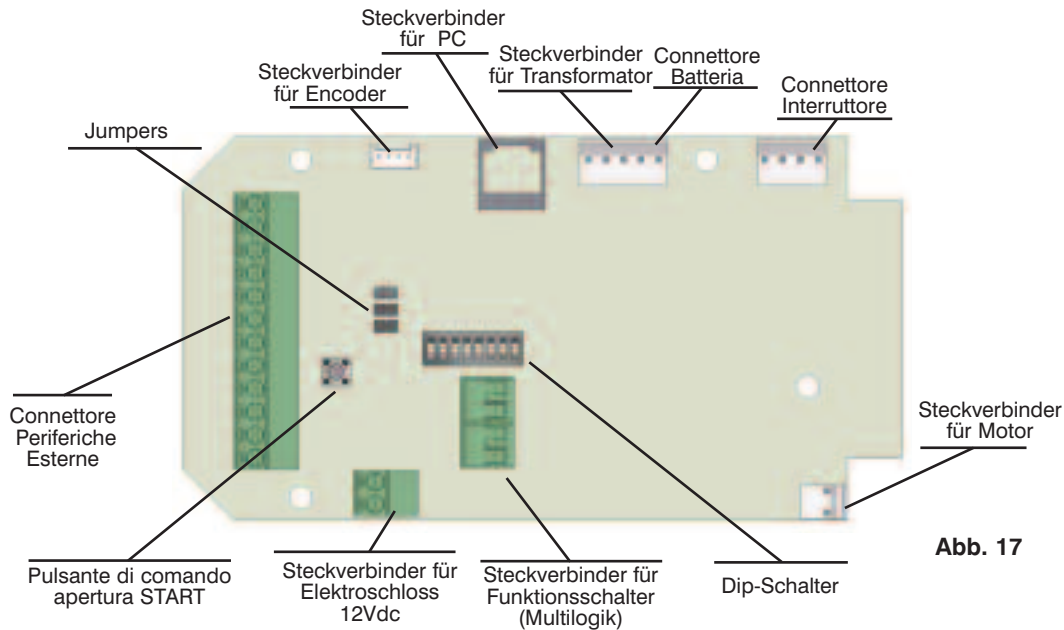 Steckverbinder
für PC
Steckverbinder
für Transformator
Connettore
Batteria
Steckverbinder
für Encoder
Connettore
Interruttore
Jumpers
Connettore
Periferiche
Esterne
Steckverbinder
für Motor
Abb. 17
Pulsante di comando
apertura START
Steckverbinder für
Elektroschloss
12Vdc
Steckverbinder für
Funktionsschalter
(Multilogik)
Dip-Schalter